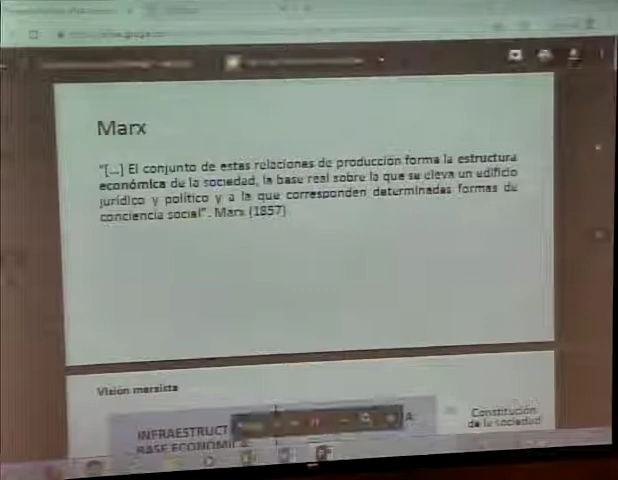 Marx
"[...] El conjunto de estas relaciones de producción forma la estructura
económica de la sociedad, la base real sobre la que se eleva un edificio
jurídico y político y a la que corresponden determinadas formas de
conciencia social". Marx (1857)
Visión marxista
INFRAESTRUCT
BASE ECONÓMICA
A:
Constitución
de la sociedad